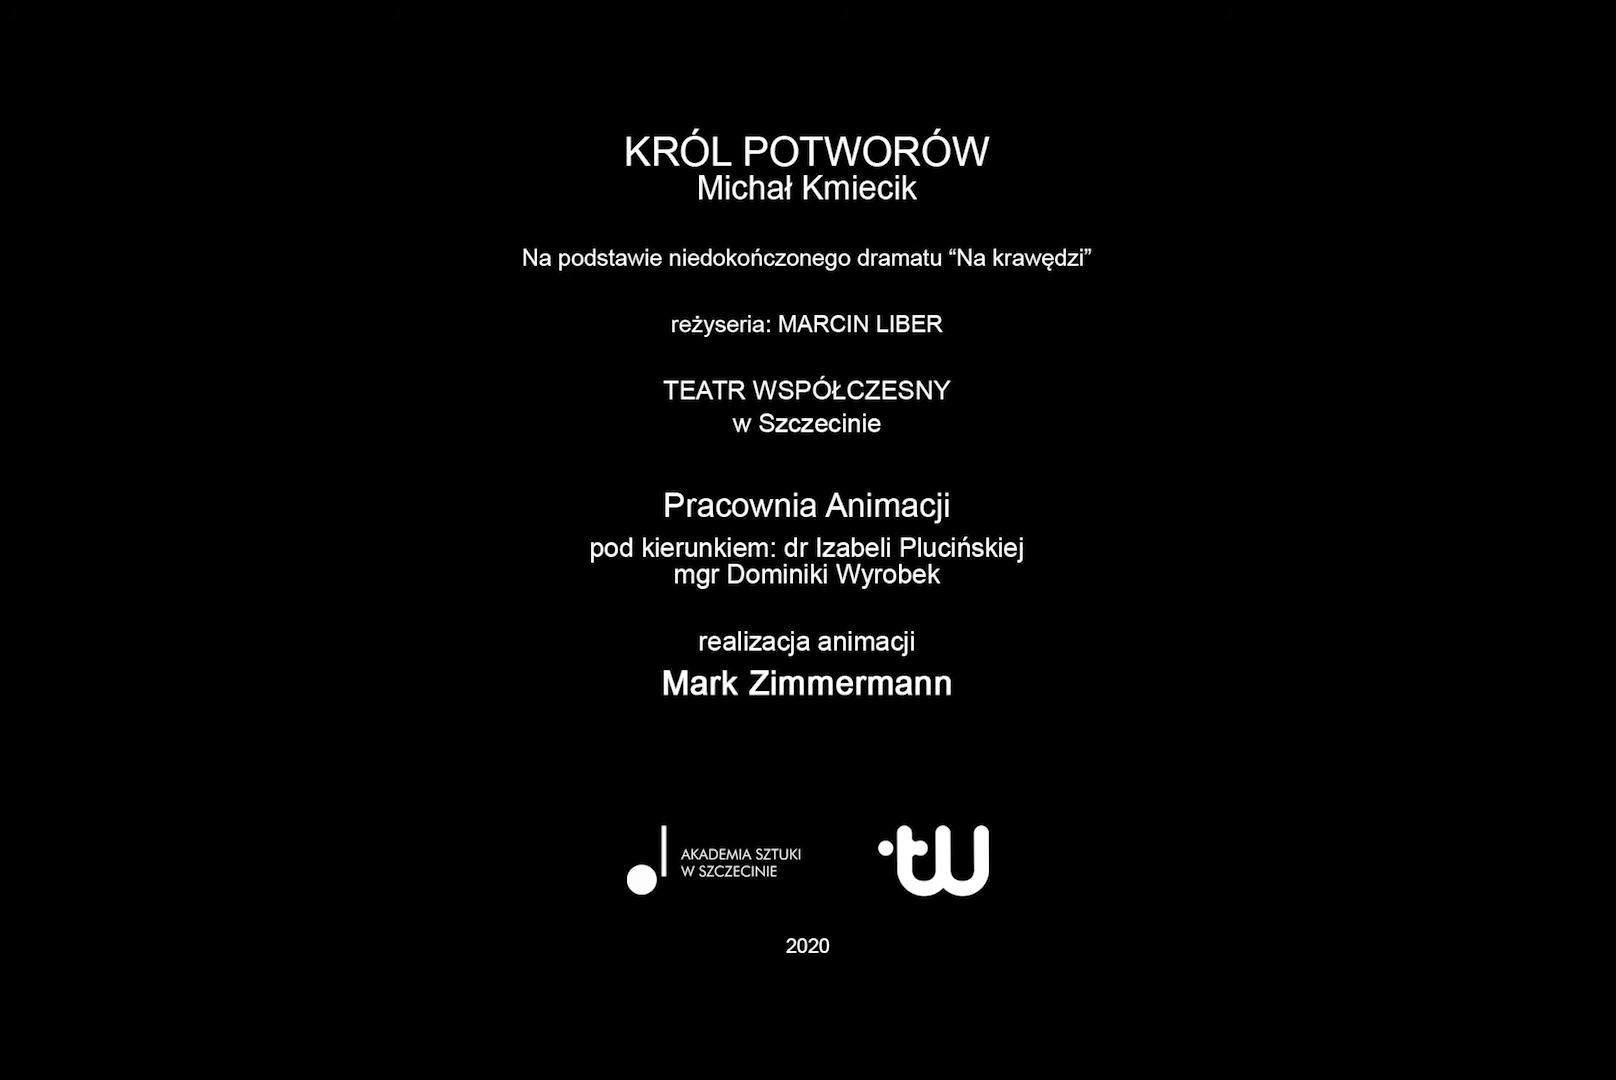 KRÓL POTWORÓW
Michał Kmiecik
Na podstawie niedokończonego dramatu “Na krawędzi”
reżyseria: MARCIN LIBER
TEATR WSPÓŁCZESNY
w Szczecinie
Pracownia Animacji
pod kierunkiem: dr Izabeli Plucińskiej
mgr Dominiki Wyrobek
realizacja animacji
Mark Zimmermann
AKADEMIA SZTUKI
W SZCZECINIE
tw
2020